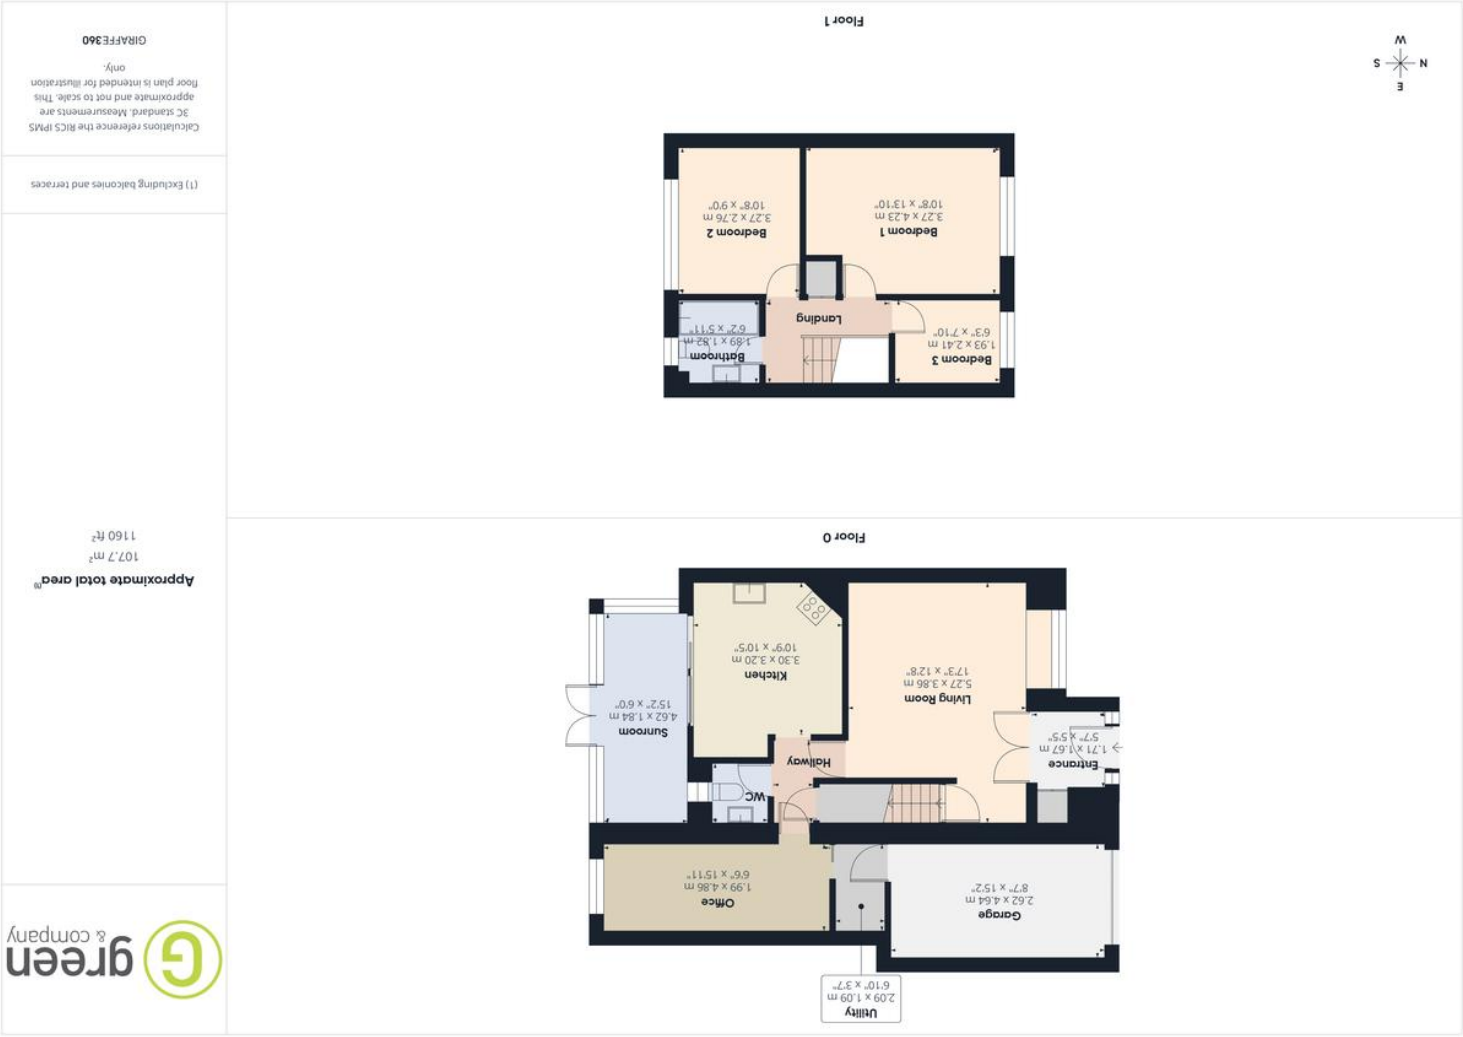 green
& company
Approximate total area(1)
107.7 m²
1160 ft²
(1) Excluding balconies and terraces
Calculations reference the RICS IPMS
3C standard. Measurements are
approximate and not to scale. This
floor plan is intended for illustration
only.
GIRAFFE360
Utility
2.09 x 1.09 m
6'10" x 3'7"
Garage
2.62 x 4.64 m
8'7" x 15'2"
Office
1.99 x 4.86 m
6'6" x 15'11"
WC
Hallway
Entrance
1.71 x 1.67 m
5'7" x 5'5"
Sunroom
4.62 x 1.84 m
15'2" x 6'0"
Living Room
5.27 x 3.86 m
17'3" x 12'8"
Kitchen
3.30 x 3.20 m
10'9" x 10'5"
Floor 0
Bedroom 3
1.93 x 2.41 m
6'3" x 7'10"
Bathroom
1.89 x 1.82 m
6'2" x 5'11"
Landing
Bedroom 1
3.27 x 4.23 m
10'8" x 13'10"
Bedroom 2
3.27 x 2.76 m
10'8" x 9'0"
E
N
S
W
Floor 1